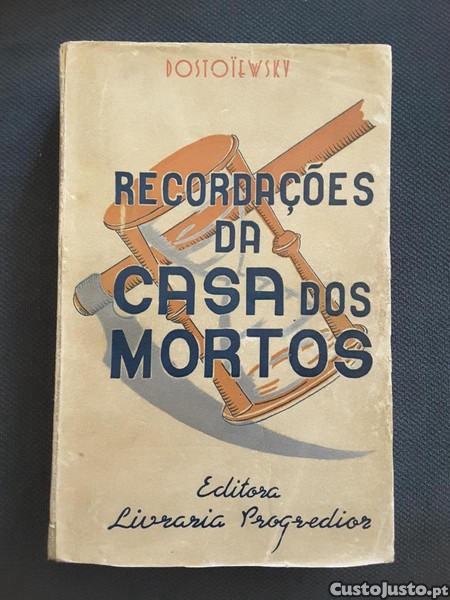 DOSTOÏEWSKY
RECORDAÇÕES
DA
CASA DOS
MORTOS
Editora
Livraria Progredior
CustoJusto.pt